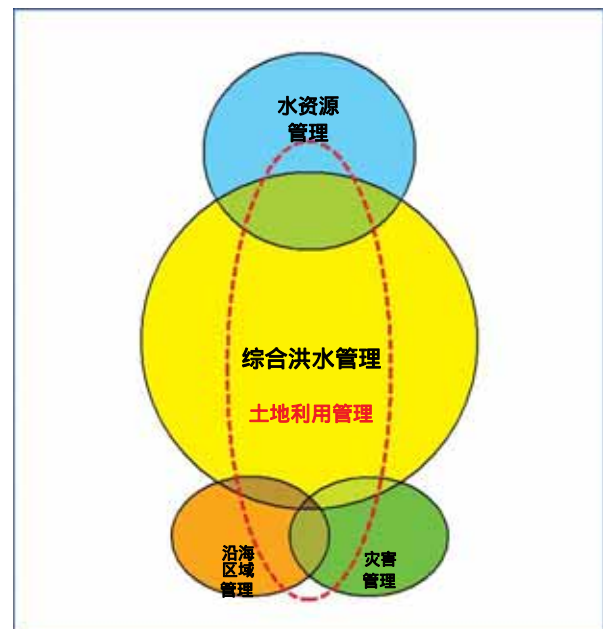 水资源
管理
综合洪水管理
土地利用管理
沿海
区域
管理
灾害
管理